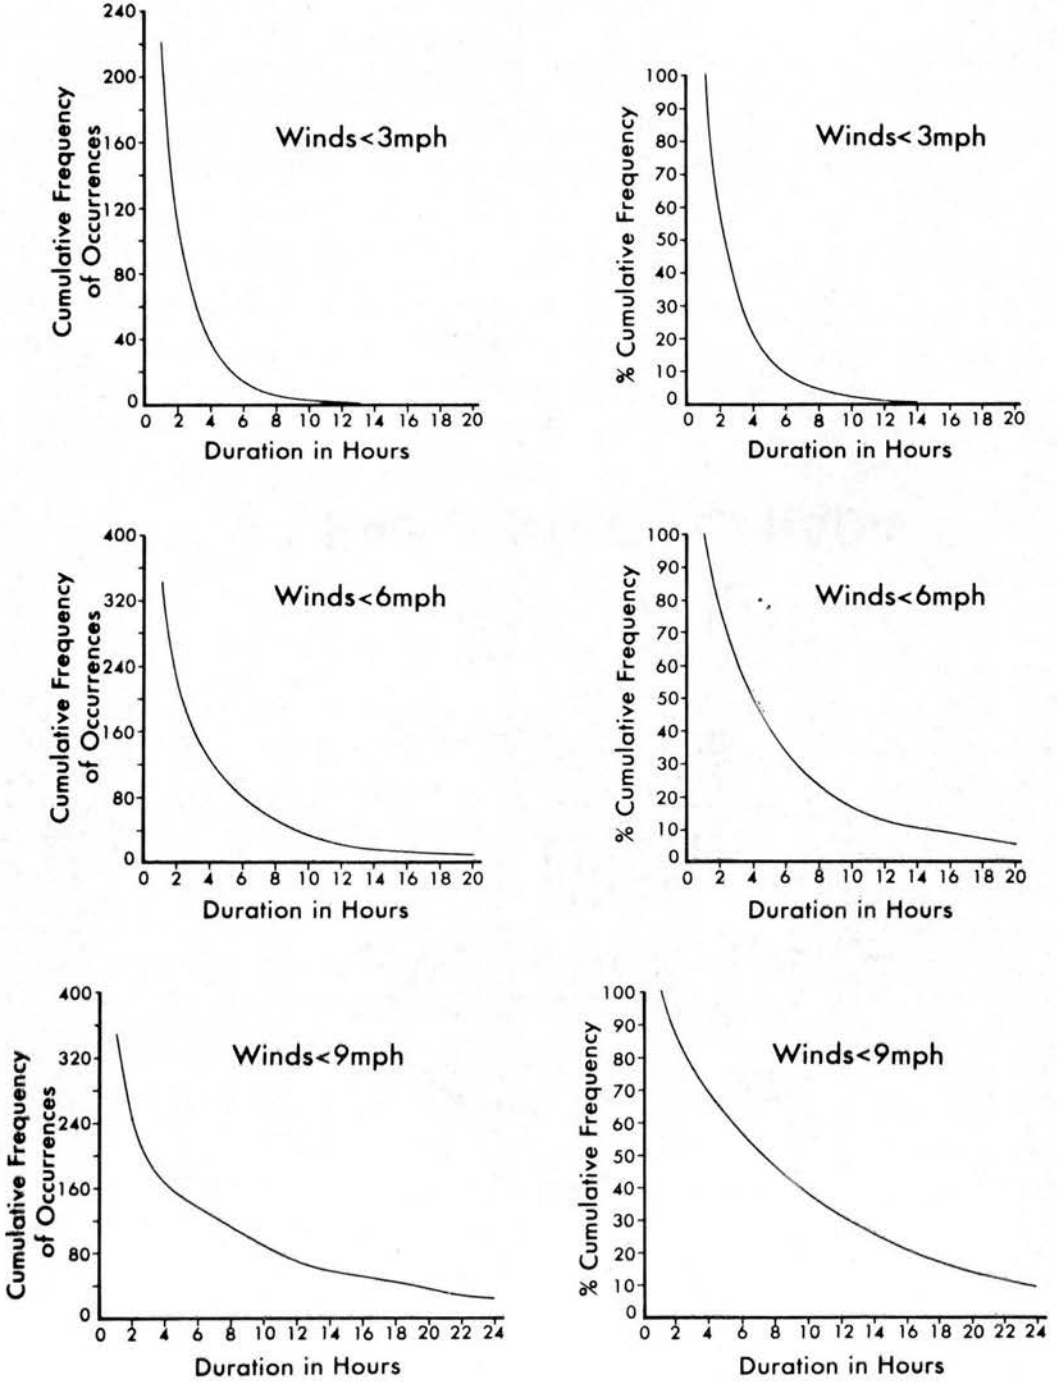 240
200
160
120
80
40
0
Cumulative Frequency
of Occurrences
Winds<3mph
0 2 4 6 8 10 12 14 16 18 20
Duration in Hours
100
90
80
70
60
50
40
30
20
10
0
% Cumulative Frequency
Winds<3mph
0 2 4 6 8 10 12 14 16 18 20
Duration in Hours
400
320
240
160
80
0
Cumulative Frequency
of Occurrences
Winds<6mph
0 2 4 6 8 10 12 14 16 18 20
Duration in Hours
100
90
80
70
60
50
40
30
20
10
0
% Cumulative Frequency
Winds<6mph
0 2 4 6 8 10 12 14 16 18 20
Duration in Hours
400
320
240
160
80
0
Cumulative Frequency
of Occurrences
Winds<9mph
0 2 4 6 8 10 12 14 16 18 20 22 24
Duration in Hours
100
90
80
70
60
50
40
30
20
10
0
% Cumulative Frequency
Winds<9mph
0 2 4 6 8 10 12 14 16 18 20 22 24
Duration in Hours